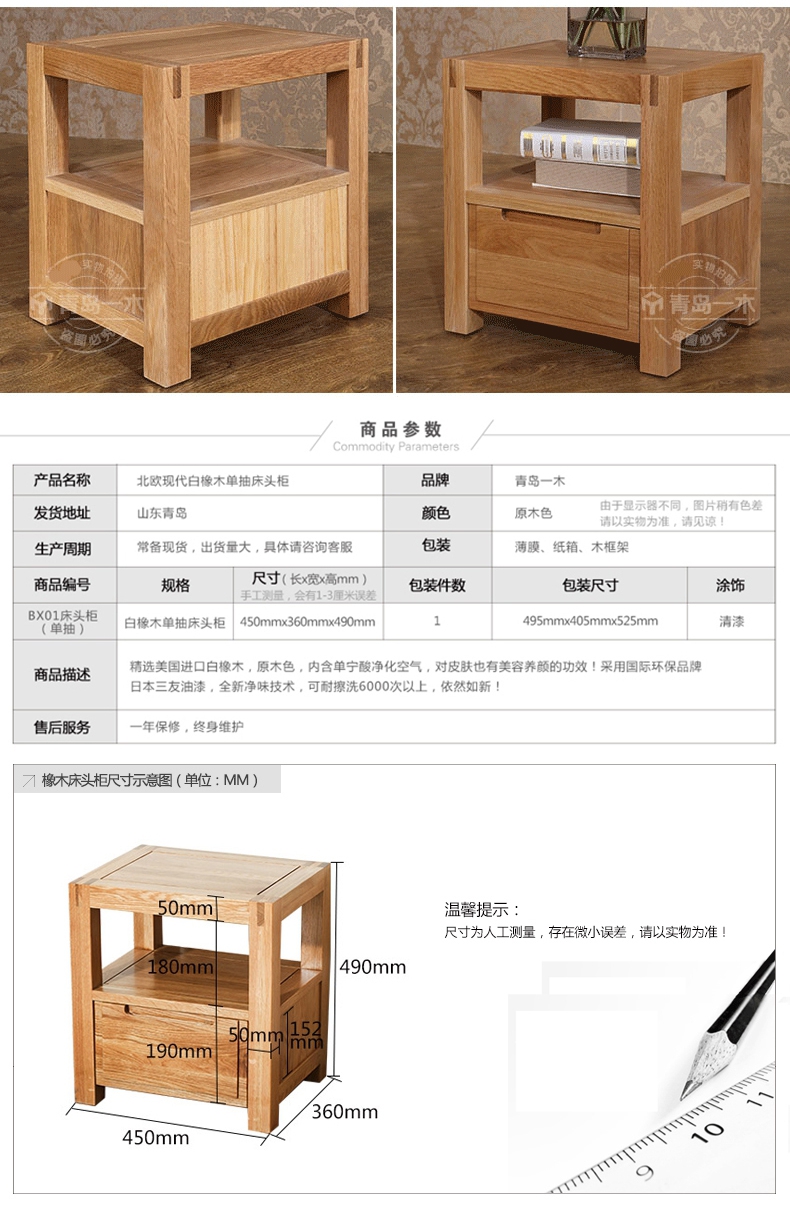 实物拍摄
青岛一木
盗图必究
实物拍摄
青岛一木
盗图必究
商品参数
Commodity Parameters
产品名称 北欧现代白橡木单抽床头柜 品牌 青岛一木
发货地址 山东青岛 颜色 原木色 由于显示器不同，图片稍有色差
请以实物为准，请见谅！
生产周期 常备现货，出货量大，具体请咨询客服 包装 薄膜、纸箱、木框架
商品编号 规格 尺寸（长x宽x高mm） 包装件数 包装尺寸 涂饰
手工测量，会有1-3厘米误差
BX01床头柜
（单抽） 白橡木单抽床头柜 450mmx360mmx490mm 1 495mmx405mmx525mm 清漆
商品描述 精选美国进口白橡木，原木色，内含单宁酸净化空气，对皮肤也有美容养颜的功效！采用国际环保品牌
日本三友油漆，全新净味技术，可耐擦洗6000次以上，依然如新！
售后服务 一年保修，终身维护
橡木床头柜尺寸示意图（单位：MM）
50mm
180mm
490mm
50mm
152
mm
190mm
360mm
450mm
温馨提示：
尺寸为人工测量，存在微小误差，请以实物为准！
9 10 11